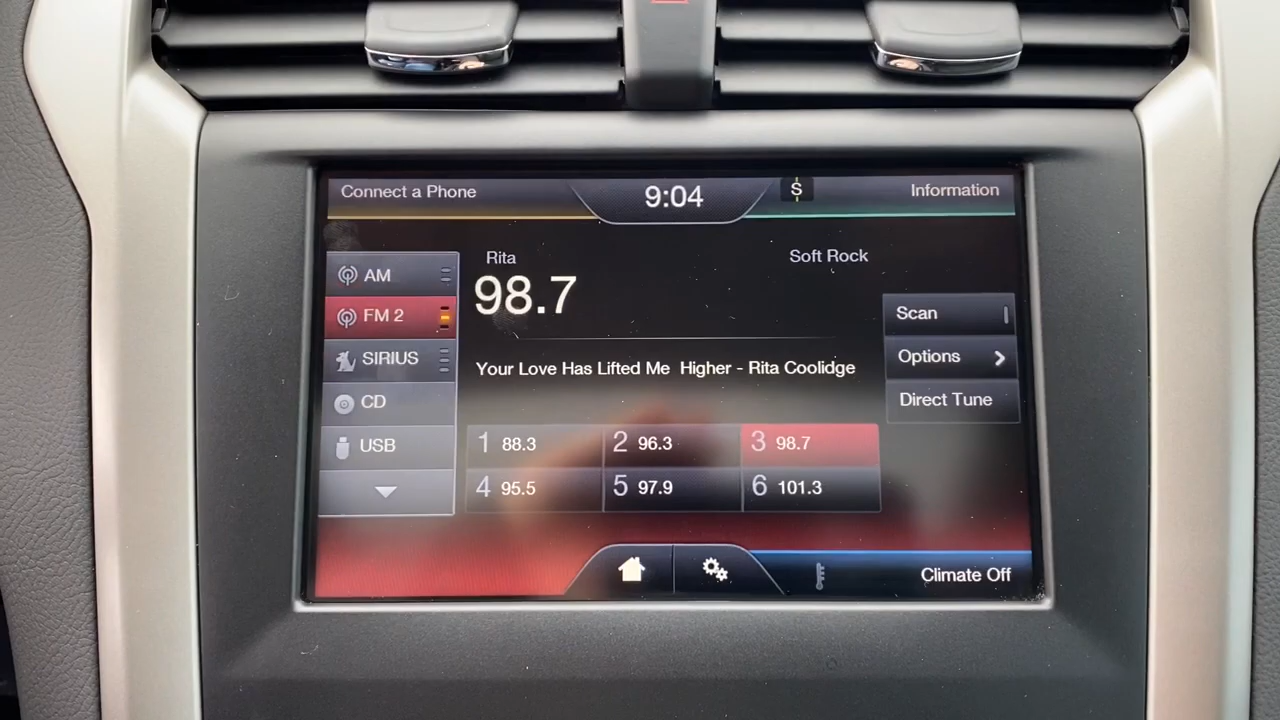 Connect a Phone
9:04
S
Information
AM
FM 2
SIRIUS
CD
USB
Rita
Soft Rock
98.7
Your Love Has Lifted Me  Higher - Rita Coolidge
Scan
Options
Direct Tune
1 88.3
2 96.3
3 98.7
4 95.5
5 97.9
6 101.3
Climate Off